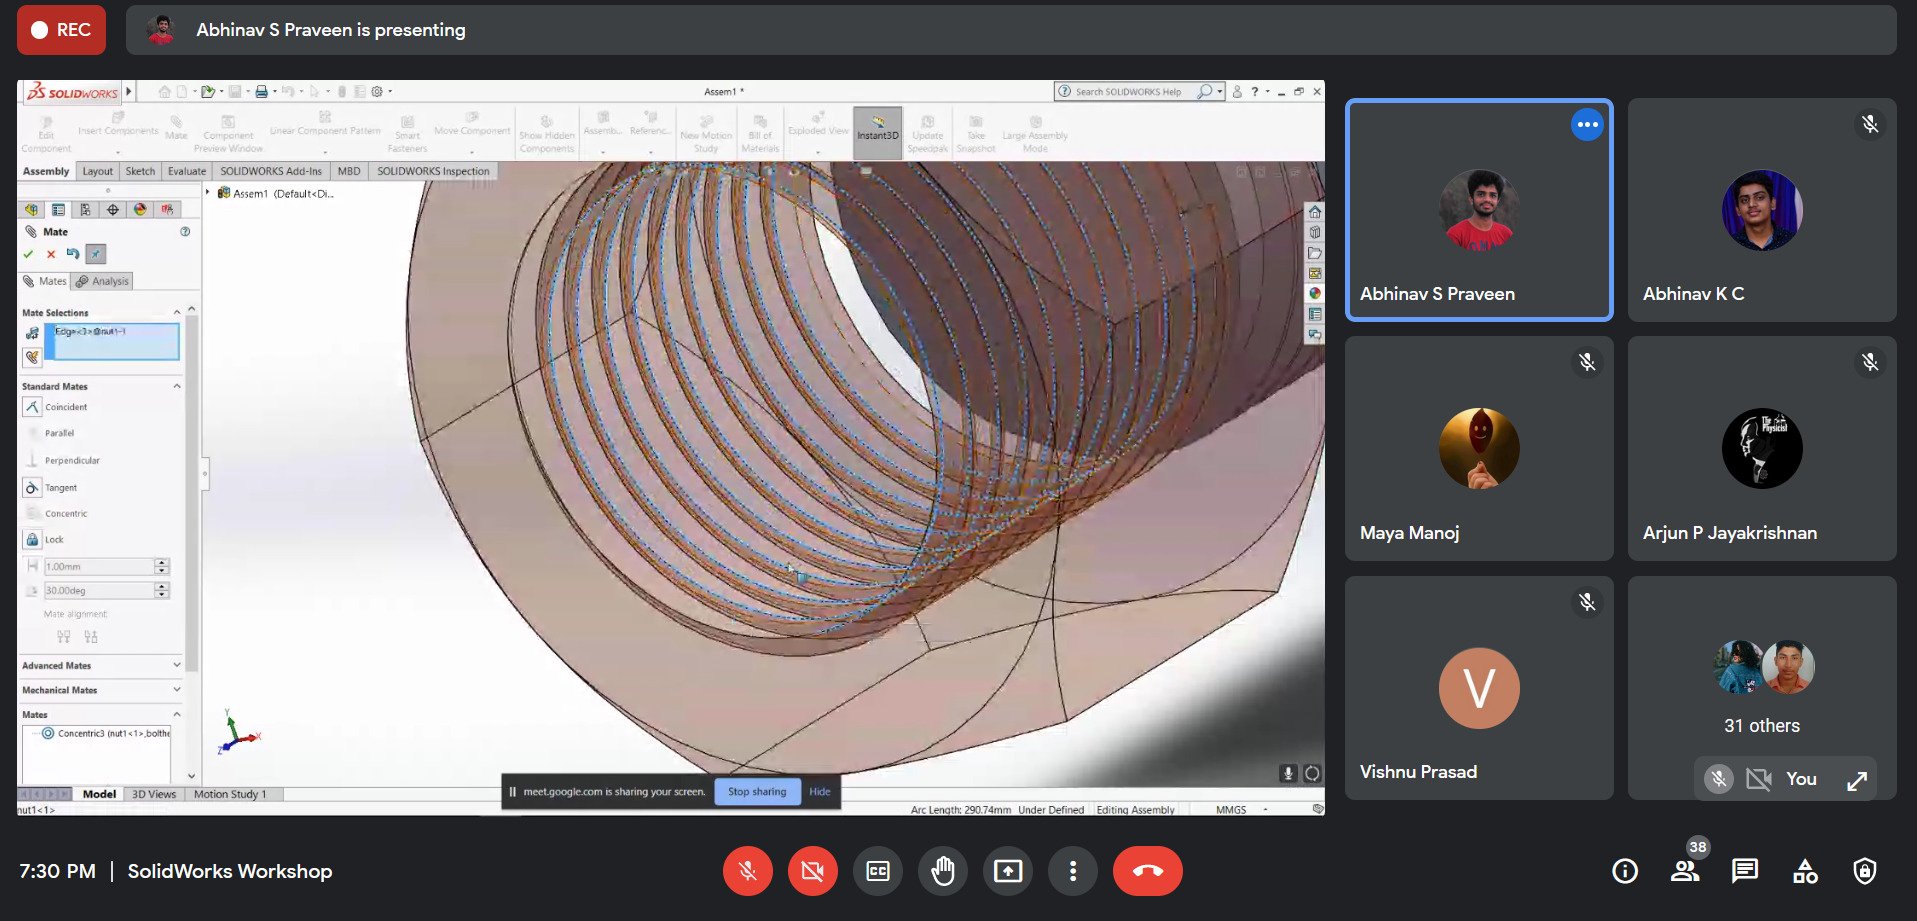 REC
Abhinav S Praveen is presenting
SOLIDWORKS
Assem1 *
Search SOLIDWORKS Help
Edit Component
Insert Components
Mate
Component Preview Window
Linear Component Pattern
Smart Fasteners
Move Component
Show Hidden Components
Assemb...
Referenc...
New Motion Study
Bill of Materials
Exploded View
Instant3D
Update Speedpak
Take Snapshot
Large Assembly Mode
Assembly Layout Sketch Evaluate SOLIDWORKS Add-Ins MBD SOLIDWORKS Inspection
Assem1 (Default<Di...
Mate
Mates Analysis
Mate Selections
Edge<3>@nut1-1
Standard Mates
Coincident
Parallel
Perpendicular
Tangent
Concentric
Lock
1.00mm
30.00deg
Mate alignment:
Advanced Mates
Mechanical Mates
Mates
Concentric3 (nut1<1>,bolthe
Y
X
Z
Model 3D Views Motion Study 1
nut1<1>
meet.google.com is sharing your screen. Stop sharing Hide
Arc Length: 290.74mm Under Defined Editing Assembly MMGS -
Abhinav S Praveen
Abhinav K C
Maya Manoj
The Physicist
Arjun P Jayakrishnan
V
Vishnu Prasad
31 others
You
7:30 PM | SolidWorks Workshop
CC
38